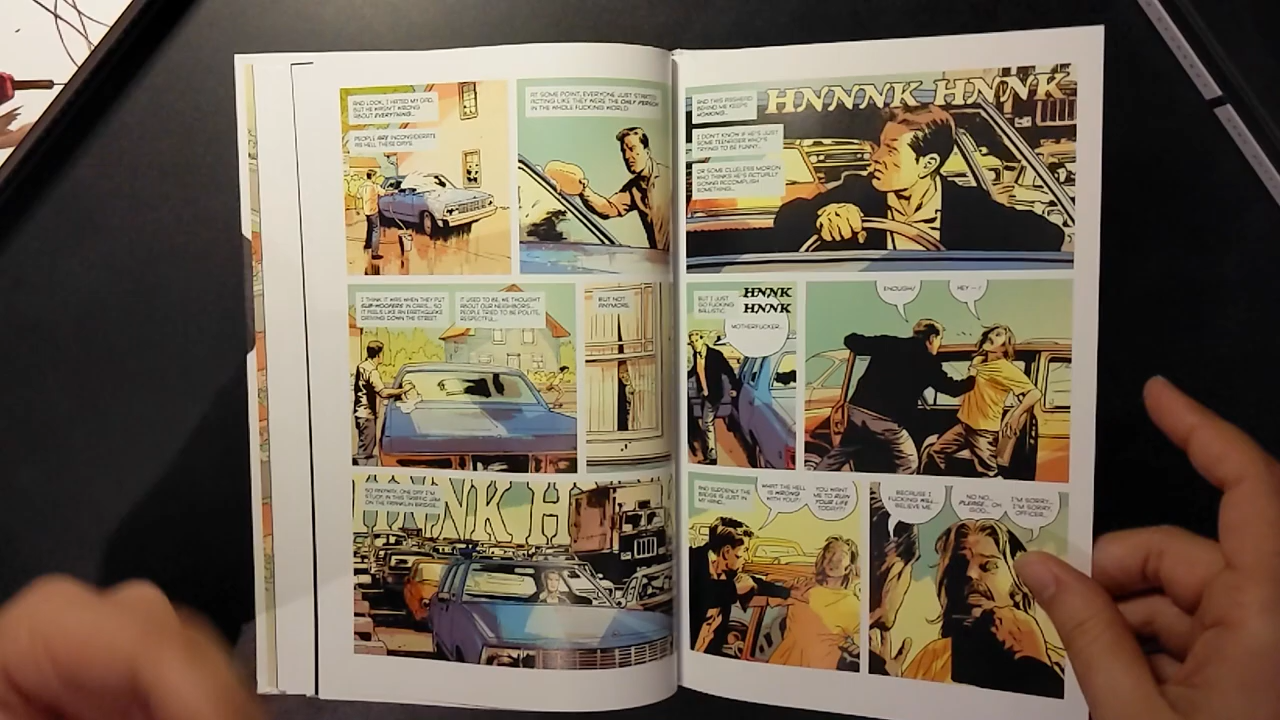 AND LOOK, I HATED MY DAD,
BUT HE WASN'T WRONG
ABOUT EVERYTHING...
PEOPLE ARE INCONSIDERATE
AS HELL THESE DAYS.
AT SOME POINT, EVERYONE JUST STARTED
ACTING LIKE THEY WERE THE ONLY PERSON
IN THE WHOLE FUCKING WORLD.
I THINK IT WAS WHEN THEY PUT
SUB-WOOFERS IN CARS... SO
IT FEELS LIKE AN EARTHQUAKE
DRIVING DOWN THE STREET.
IT USED TO BE, WE THOUGHT
ABOUT OUR NEIGHBORS...
PEOPLE TRIED TO BE POLITE,
RESPECTFUL...
BUT NOT
ANYMORE.
SO ANYWAY, ONE DAY I'M
STUCK IN THIS TRAFFIC JAM
ON THE FRANKLIN BRIDGE...
HNNNK HNNNK
AND THIS
BEHIND ME KEEPS
HONKING...
I DON'T KNOW IF HE'S JUST
SOME TEENAGER WHO'S
TRYING TO BE FUNNY...
OR SOME CLUELESS MORON
WHO THINKS HE'S ACTUALLY
GONNA ACCOMPLISH
SOMETHING...
BUT I JUST
GO FUCKING
BALLISTIC.
HNNK
HNNK
MOTHERFUCKER...
ENOUGH!
HEY --!
AND SUDDENLY THE
BADGE IS JUST IN
MY HAND...
WHAT THE HELL
IS WRONG
WITH YOU?!
YOU WANT
ME TO RUIN
YOUR LIFE
TODAY?!
BECAUSE I
FUCKING WILL,
BELIEVE ME.
NO NO...
PLEASE... OH
GOD...
I'M SORRY...
I'M SORRY,
OFFICER...